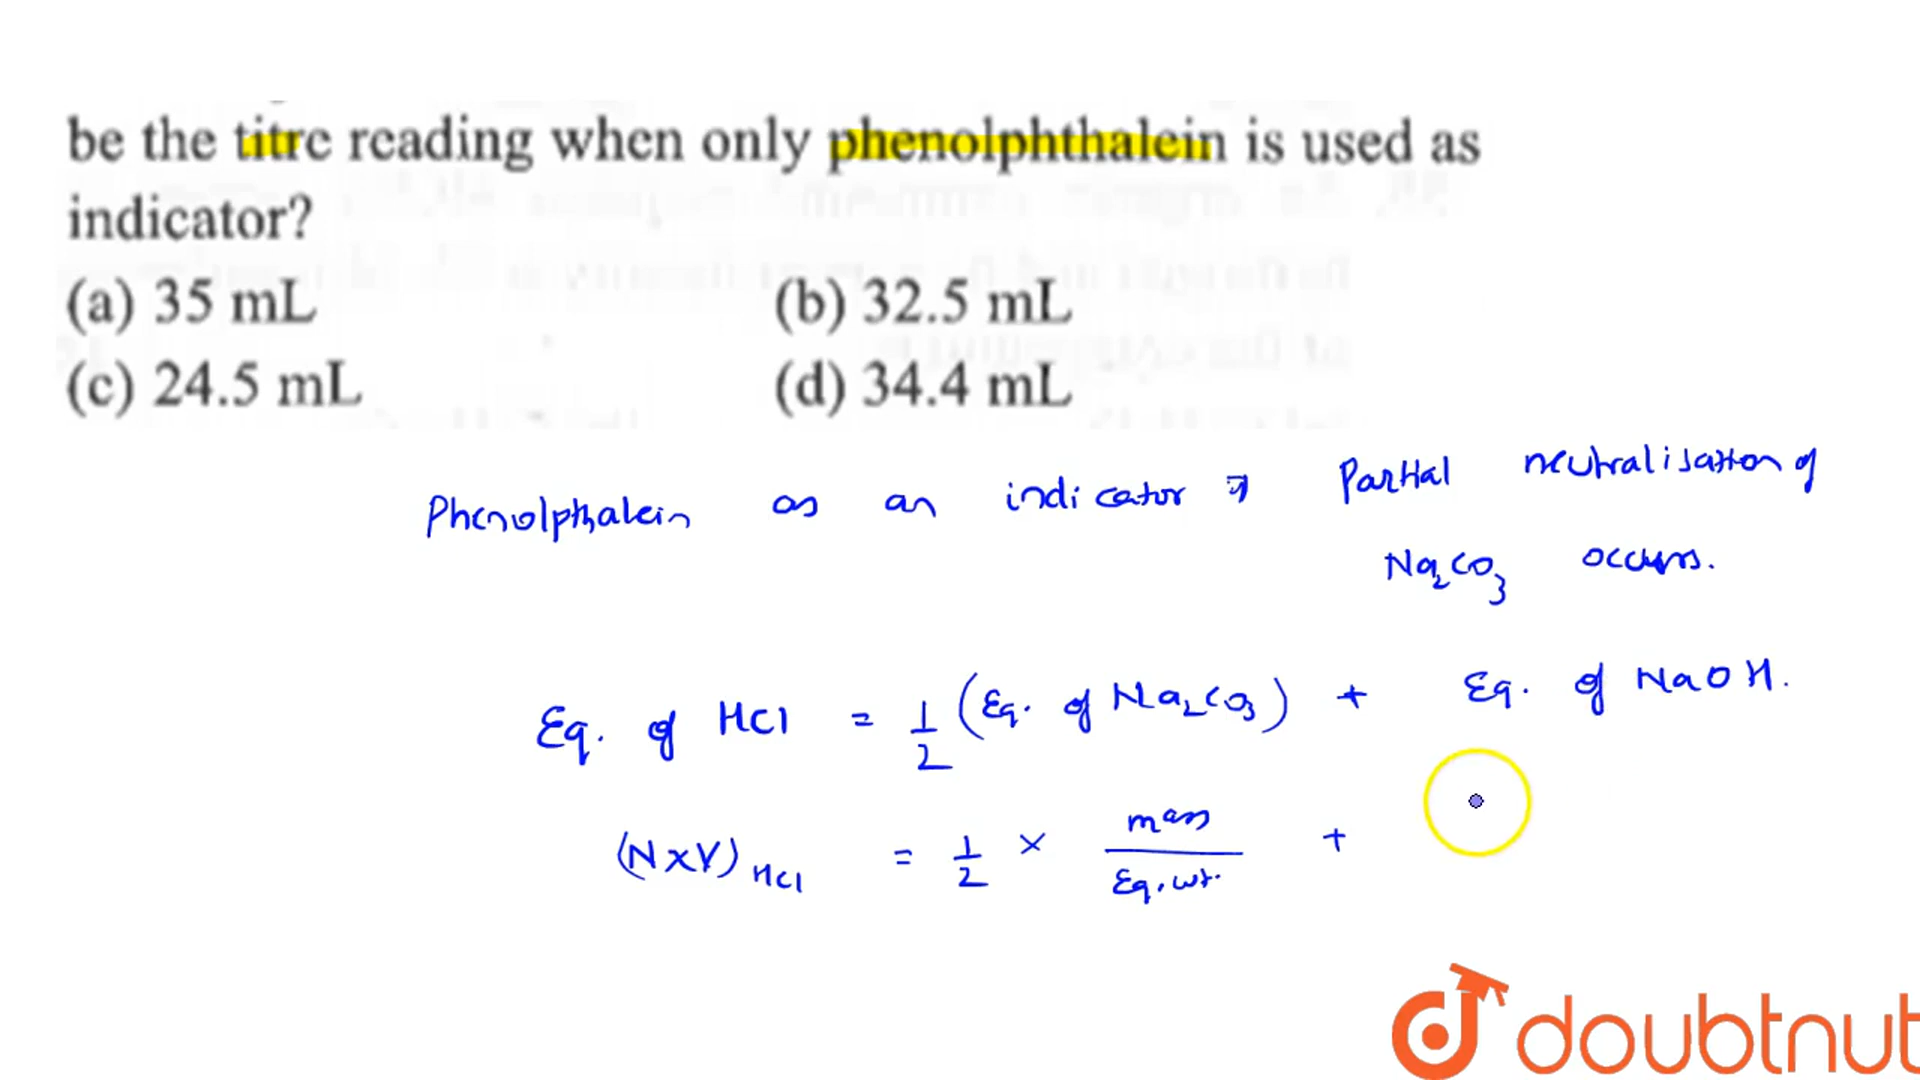 be the titre reading when only phenolphthalein is used as
indicator?
(a) 35 mL (b) 32.5 mL
(c) 24.5 mL (d) 34.4 mL
Phenolphthalein as an indicator ⇒ Partial neutralisation of
Na₂CO₃ occurs.
Eq. of HCl = 1/2 (Eq. of Na₂CO₃) + Eq. of NaOH.
(N×V)HCl = 1/2 × mass/Eq.wt. +
doubtnut